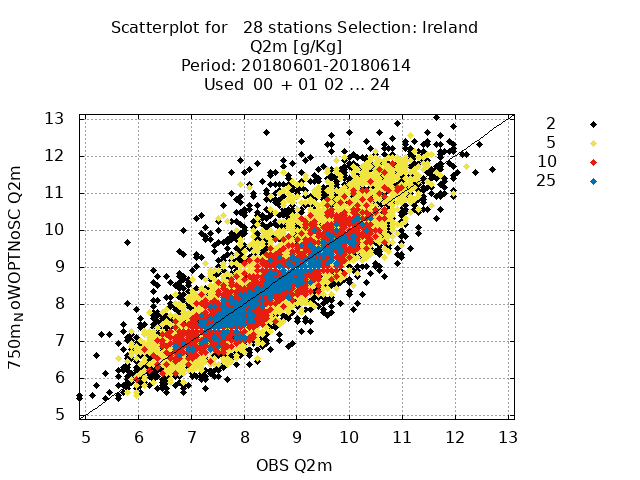 Scatterplot for 28 stations Selection: Ireland
Q2m [g/Kg]
Period: 20180601-20180614
Used 00 + 01 02 ... 24
13
12
11
10
9
8
7
6
5
750mNoWOPTNoSC Q2m
5 6 7 8 9 10 11 12 13
OBS Q2m
2
5
10
25